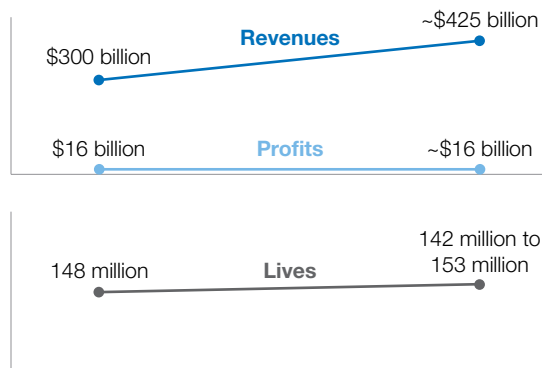 ~$425 billion
Revenues
$300 billion
$16 billion
Profits
~$16 billion
142 million to
153 million
148 million
Lives